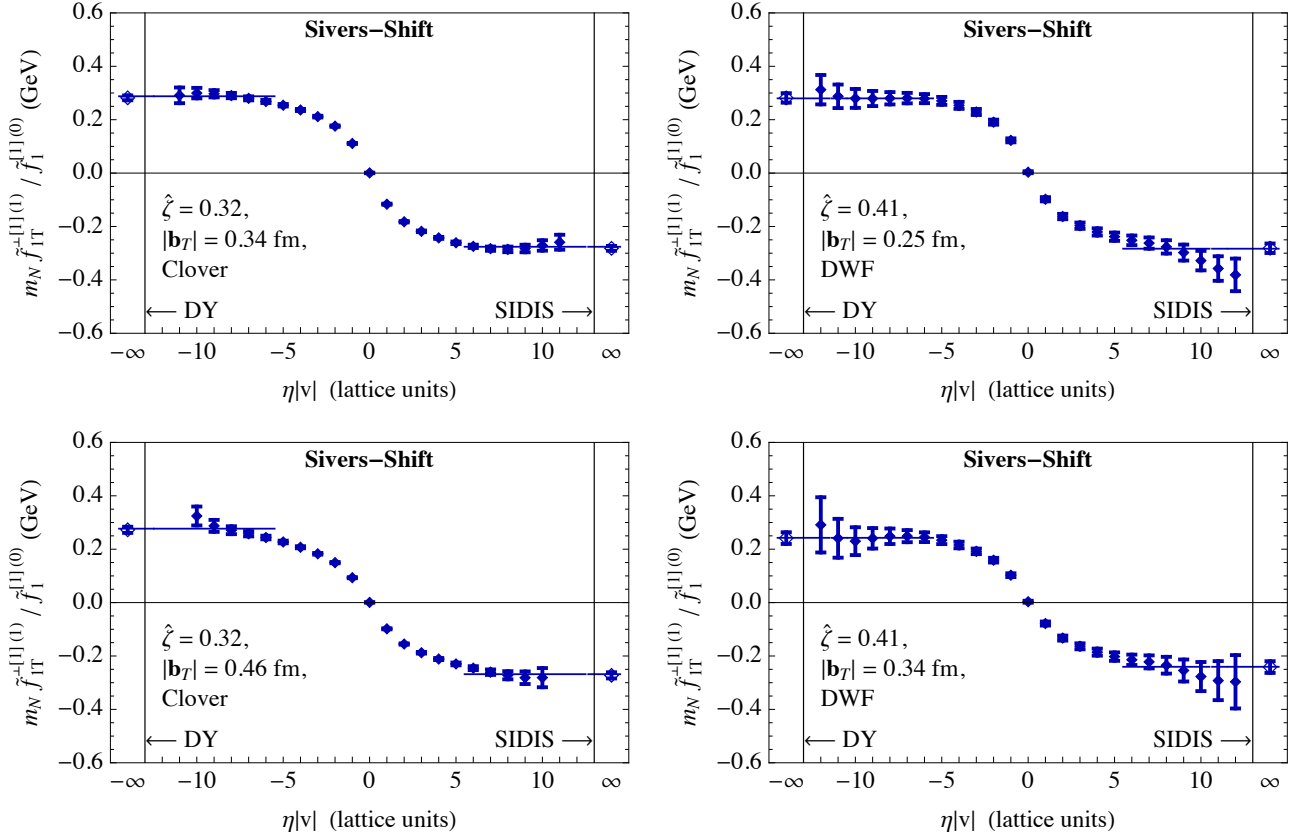 Sivers−Shift
m_N f̃_{1T}^{⊥[1](1)} / f̃_1^{[1](0)} (GeV)
0.6
0.4
0.2
0.0
−0.2
−0.4
−0.6
ζ̂ = 0.32,
|b_T| = 0.34 fm,
Clover
← DY
SIDIS →
−∞ −10 −5 0 5 10 ∞
η|v| (lattice units)
Sivers−Shift
m_N f̃_{1T}^{⊥[1](1)} / f̃_1^{[1](0)} (GeV)
0.6
0.4
0.2
0.0
−0.2
−0.4
−0.6
ζ̂ = 0.41,
|b_T| = 0.25 fm,
DWF
← DY
SIDIS →
−∞ −10 −5 0 5 10 ∞
η|v| (lattice units)
Sivers−Shift
m_N f̃_{1T}^{⊥[1](1)} / f̃_1^{[1](0)} (GeV)
0.6
0.4
0.2
0.0
−0.2
−0.4
−0.6
ζ̂ = 0.32,
|b_T| = 0.46 fm,
Clover
← DY
SIDIS →
−∞ −10 −5 0 5 10 ∞
η|v| (lattice units)
Sivers−Shift
m_N f̃_{1T}^{⊥[1](1)} / f̃_1^{[1](0)} (GeV)
0.6
0.4
0.2
0.0
−0.2
−0.4
−0.6
ζ̂ = 0.41,
|b_T| = 0.34 fm,
DWF
← DY
SIDIS →
−∞ −10 −5 0 5 10 ∞
η|v| (lattice units)